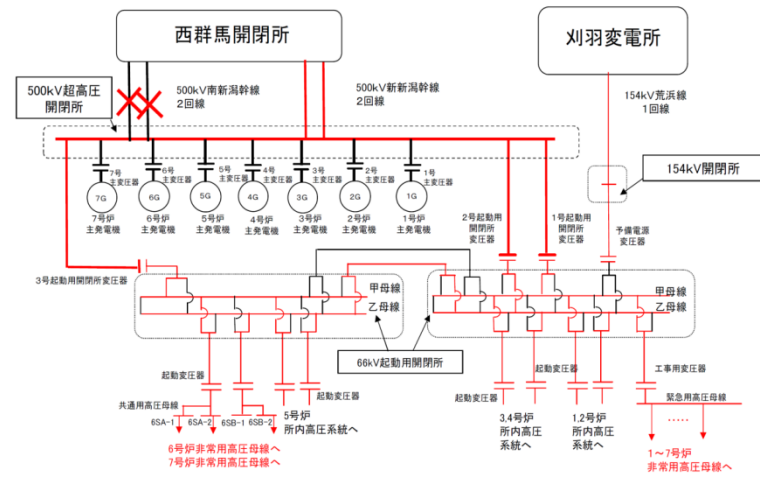 西群馬開閉所
刈羽変電所
500kV超高圧
開閉所
500kV南新潟幹線
2回線
500kV新新潟幹線
2回線
154kV荒浜線
1回線
154kV開閉所
7号
主変圧器
6号
主変圧器
5号
主変圧器
4号
主変圧器
3号
主変圧器
2号
主変圧器
1号
主変圧器
7G
6G
5G
4G
3G
2G
1G
7号炉
主発電機
6号炉
主発電機
5号炉
主発電機
4号炉
主発電機
3号炉
主発電機
2号炉
主発電機
1号炉
主発電機
2号起動用
開閉所
変圧器
1号起動用
開閉所
変圧器
予備電源
変圧器
3号起動用開閉所変圧器
甲母線
乙母線
甲母線
乙母線
66kV起動用開閉所
起動変圧器
起動変圧器
起動変圧器
起動変圧器
工事用変圧器
共通用高圧母線
緊急用高圧母線
6SA-1
6SA-2
6SB-1
6SB-2
5号炉
所内高圧系統へ
3,4号炉
所内高圧
系統へ
1,2号炉
所内高圧
系統へ
6号炉非常用高圧母線へ
7号炉非常用高圧母線へ
1～7号炉
非常用高圧母線へ